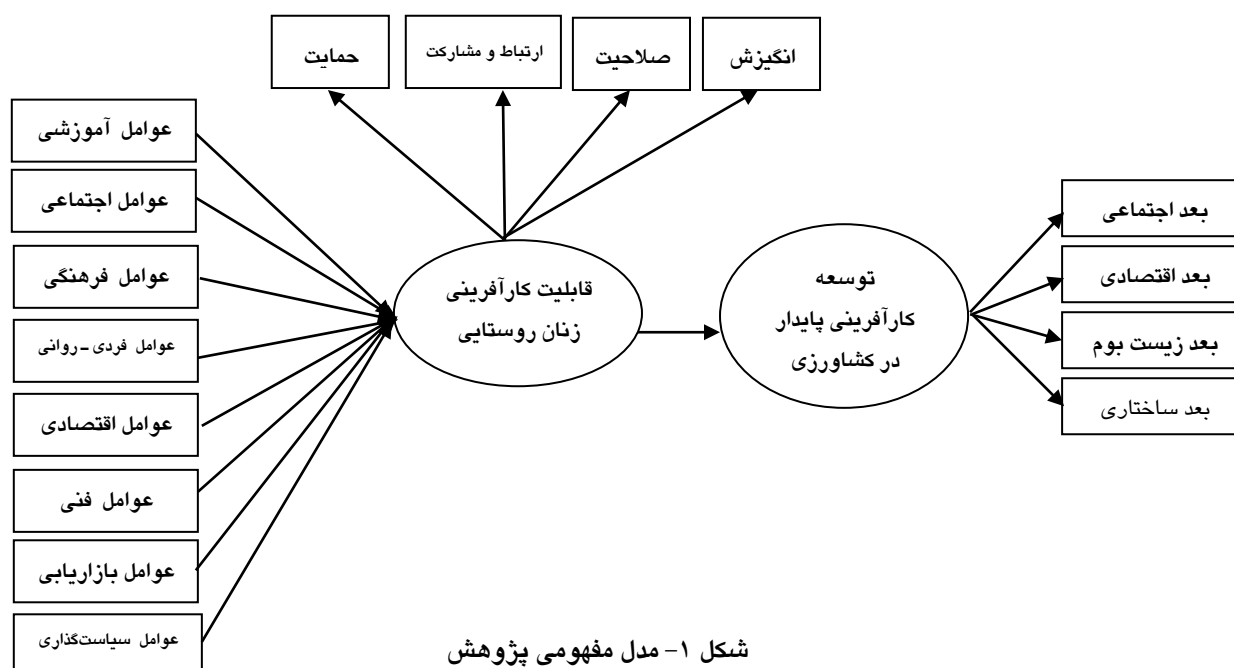 انگیزش
صلاحیت
ارتباط و مشارکت
حمایت
عوامل آموزشی
عوامل اجتماعی
عوامل فرهنگی
عوامل فردی-روانی
عوامل اقتصادی
عوامل فنی
عوامل بازاریابی
عوامل سیاست‌گذاری
قابلیت کارآفرینی
زنان روستایی
توسعه
کارآفرینی پایدار
در کشاورزی
بعد اجتماعی
بعد اقتصادی
بعد زیست بوم
بعد ساختاری
شکل ۱- مدل مفهومی پژوهش